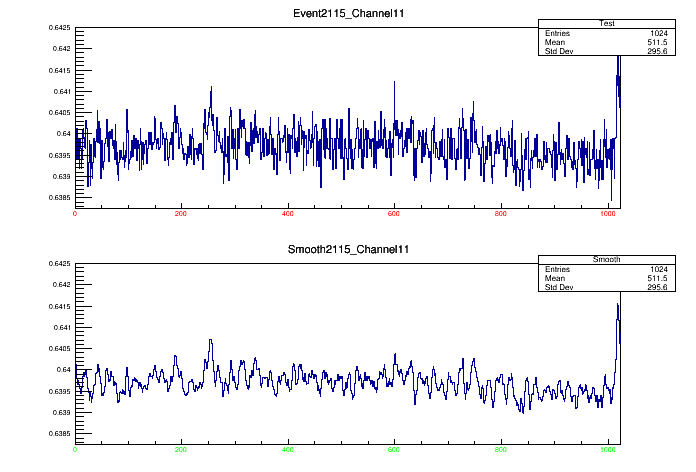 Event2115_Channel11
Test
Entries 1024
Mean 511.5
Std Dev 295.6
0.6425
0.642
0.6415
0.641
0.6405
0.64
0.6395
0.639
0.6385
0 200 400 600 800 1000
Smooth2115_Channel11
Smooth
Entries 1024
Mean 511.5
Std Dev 295.6
0.6425
0.642
0.6415
0.641
0.6405
0.64
0.6395
0.639
0.6385
0 200 400 600 800 1000